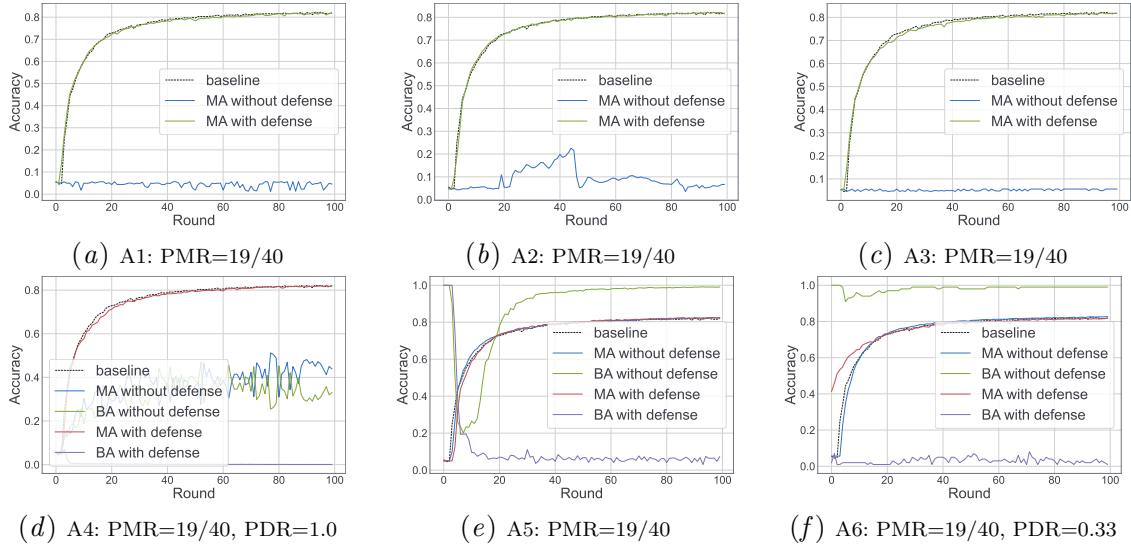 0.8
0.7
0.6
0.5
0.4
0.3
0.2
0.1
0.0
Accuracy
baseline
MA without defense
MA with defense
0 20 40 60 80 100
Round
(a) A1: PMR=19/40
0.8
0.7
0.6
0.5
0.4
0.3
0.2
0.1
0.0
Accuracy
baseline
MA without defense
MA with defense
0 20 40 60 80 100
Round
(b) A2: PMR=19/40
0.8
0.7
0.6
0.5
0.4
0.3
0.2
0.1
Accuracy
baseline
MA without defense
MA with defense
0 20 40 60 80 100
Round
(c) A3: PMR=19/40
0.8
0.6
0.4
0.2
0.0
Accuracy
baseline
MA without defense
BA without defense
MA with defense
BA with defense
0 20 40 60 80 100
Round
(d) A4: PMR=19/40, PDR=1.0
1.0
0.8
0.6
0.4
0.2
0.0
Accuracy
baseline
MA without defense
BA without defense
MA with defense
BA with defense
0 20 40 60 80 100
Round
(e) A5: PMR=19/40
1.0
0.8
0.6
0.4
0.2
0.0
Accuracy
baseline
MA without defense
BA without defense
MA with defense
BA with defense
0 20 40 60 80 100
Round
(f) A6: PMR=19/40, PDR=0.33